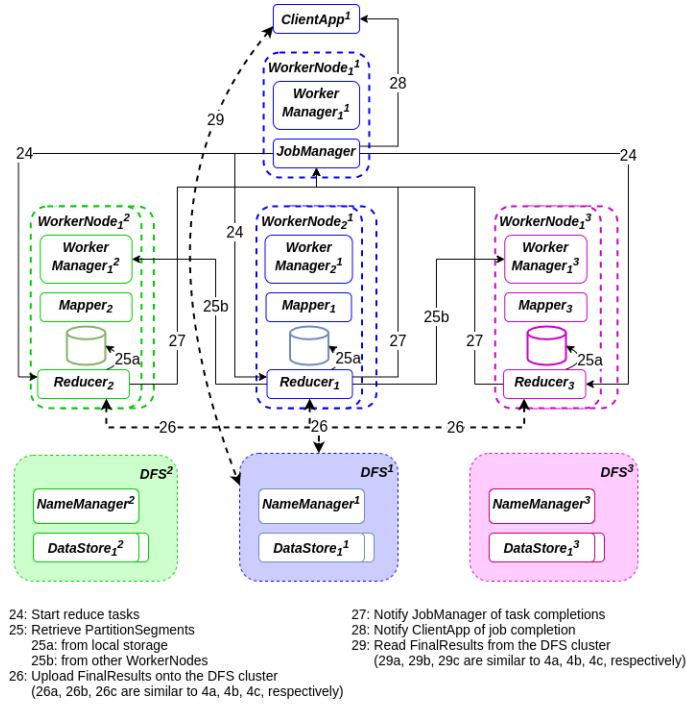 ClientApp1
WorkerNode11
Worker
Manager11
28
29
JobManager
24
24
WorkerNode12
WorkerNode21
WorkerNode13
24
Worker
Manager12
Worker
Manager21
Worker
Manager13
25b
25b
Mapper2
Mapper1
Mapper3
27
27
27
25a
25a
25a
Reducer2
Reducer1
Reducer3
26
26
26
DFS2
DFS1
DFS3
NameManager2
NameManager1
NameManager3
DataStore12
DataStore11
DataStore13
24: Start reduce tasks
25: Retrieve PartitionSegments
25a: from local storage
25b: from other WorkerNodes
26: Upload FinalResults onto the DFS cluster
(26a, 26b, 26c are similar to 4a, 4b, 4c, respectively)
27: Notify JobManager of task completions
28: Notify ClientApp of job completion
29: Read FinalResults from the DFS cluster
(29a, 29b, 29c are similar to 4a, 4b, 4c, respectively)